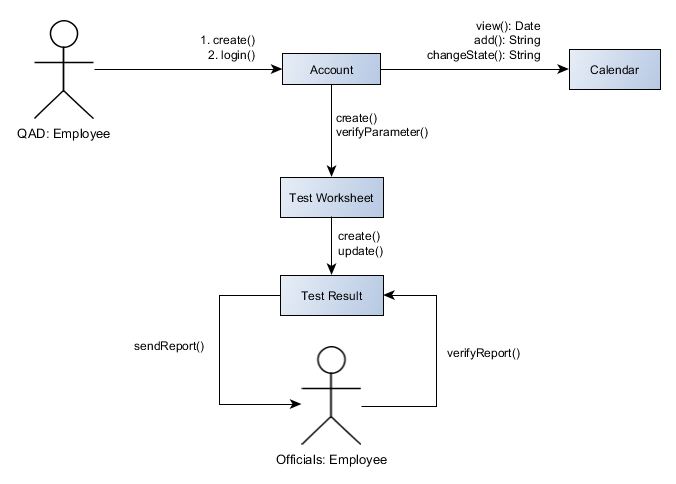 view(): Date
1. create()
add(): String
2. login()
changeState(): String
Account
Calendar
QAD: Employee
create()
verifyParameter()
Test Worksheet
create()
update()
Test Result
sendReport()
verifyReport()
Officials: Employee